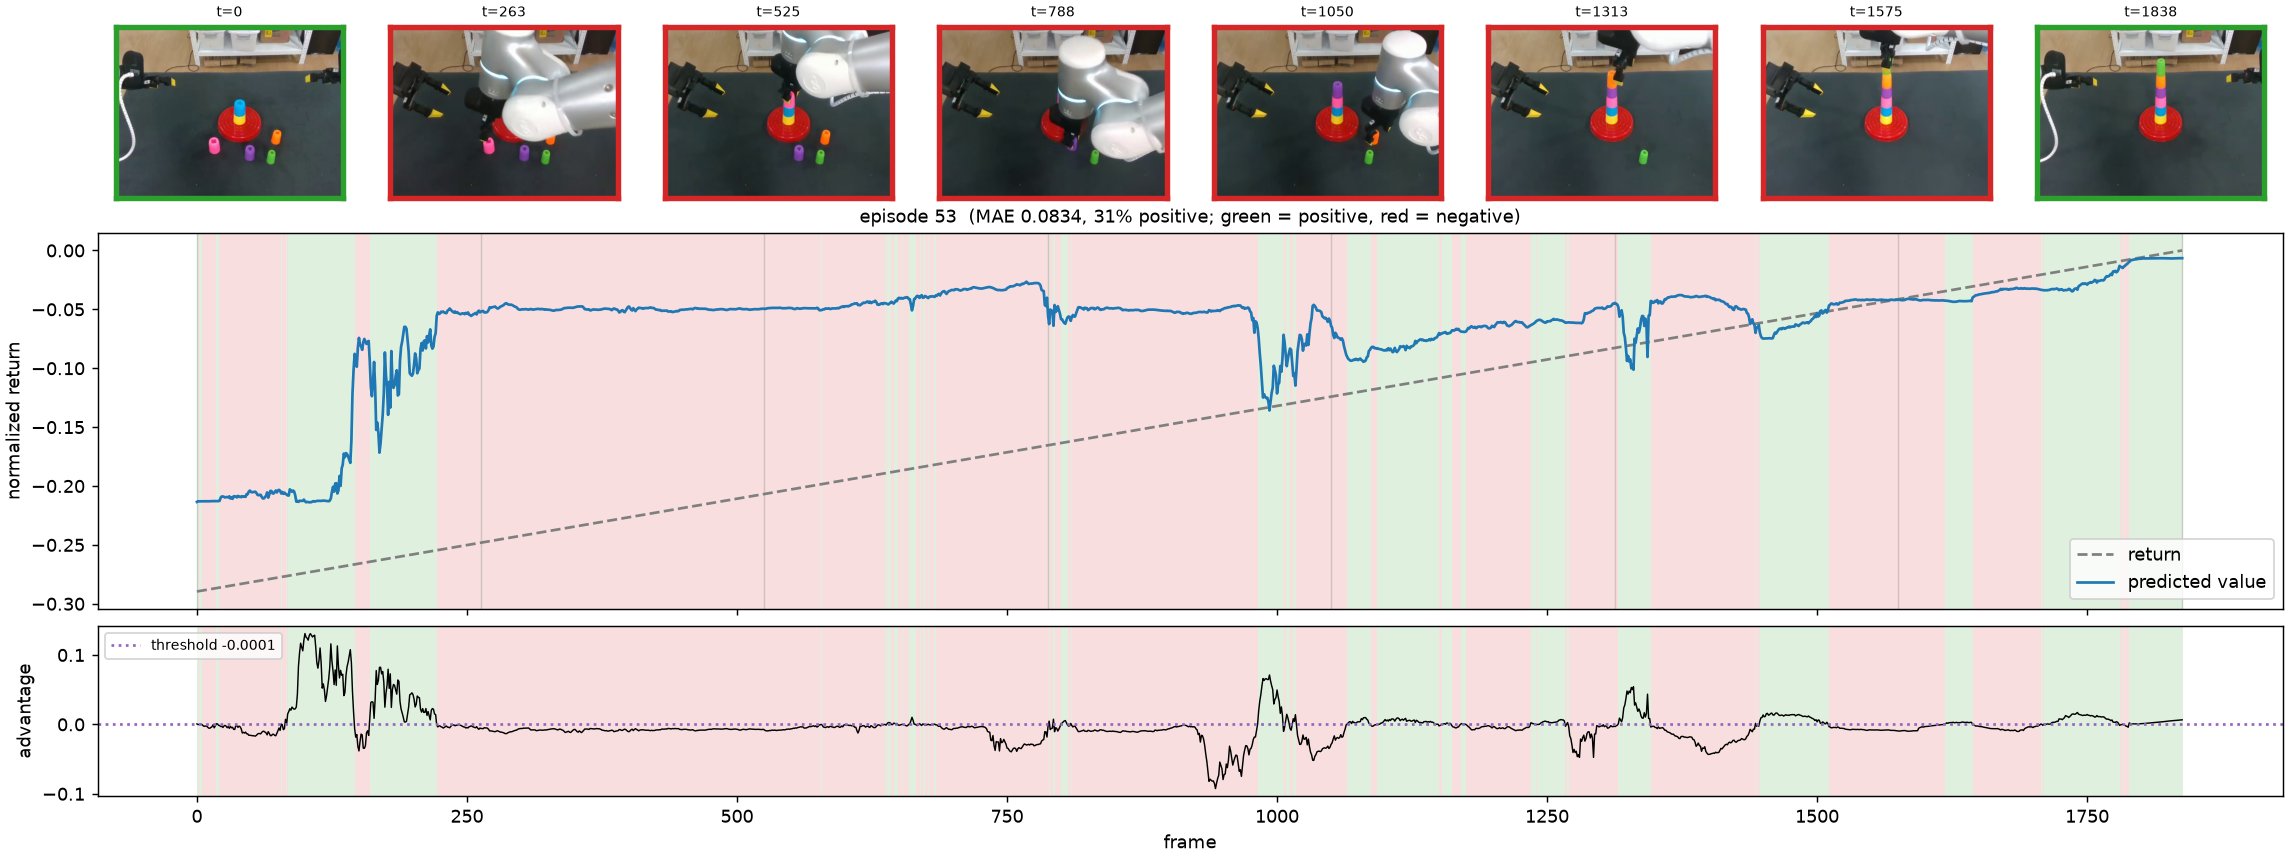 t=0
t=263
t=525
t=788
t=1050
t=1313
t=1575
t=1838
episode 53  (MAE 0.0834, 31% positive; green = positive, red = negative)
normalized return
0.00
−0.05
−0.10
−0.15
−0.20
−0.25
−0.30
return
predicted value
advantage
0.1
0.0
−0.1
threshold -0.0001
0
250
500
750
1000
1250
1500
1750
frame